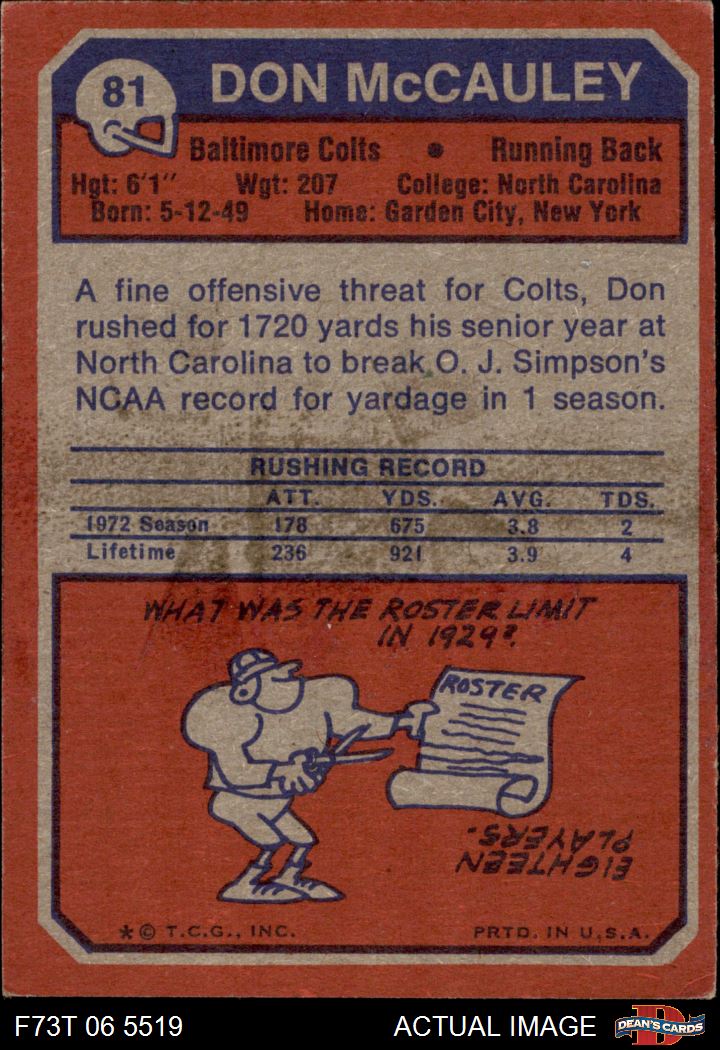 81
DON McCAULEY
Baltimore Colts • Running Back
Hgt: 6'1" Wgt: 207 College: North Carolina
Born: 5-12-49 Home: Garden City, New York
A fine offensive threat for Colts, Don
rushed for 1720 yards his senior year at
North Carolina to break O. J. Simpson's
NCAA record for yardage in 1 season.
RUSHING RECORD
ATT. YDS. AVG. TDS.
1972 Season 178 675 3.8 2
Lifetime 236 921 3.9 4
WHAT WAS THE ROSTER LIMIT
IN 1929?
ROSTER
EIGHTEEN
PLAYERS.
* © T.C.G., INC. PRTD. IN U.S.A.
F73T 06 5519 ACTUAL IMAGE D DEAN'S CARDS